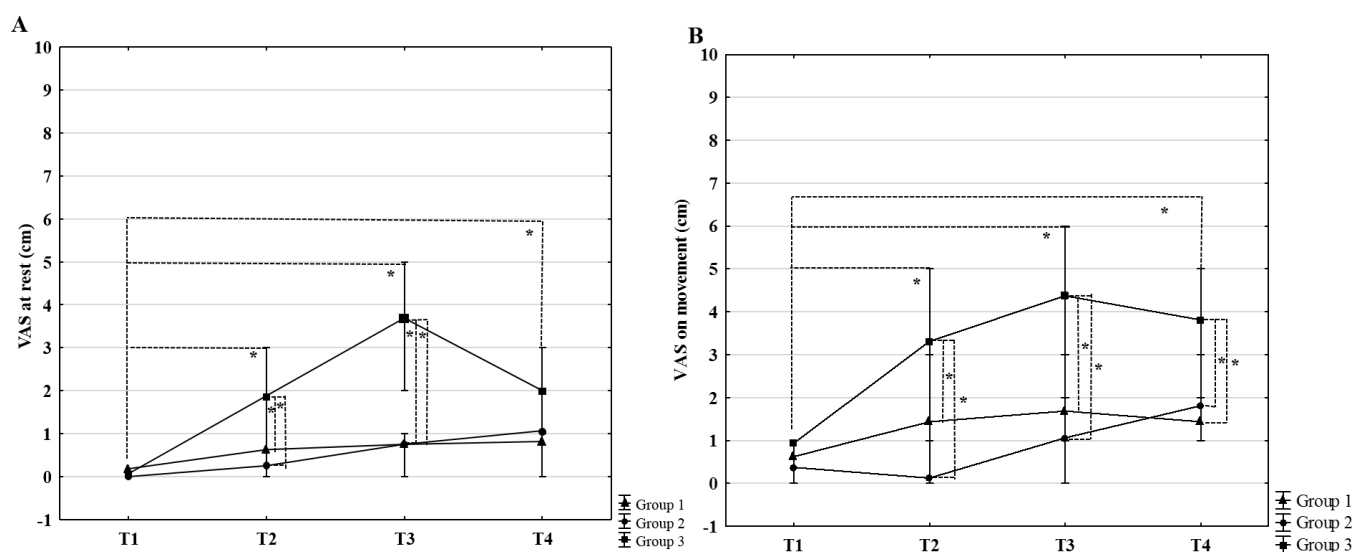 A
10
9
8
7
6
5
4
3
2
1
0
-1
VAS at rest (cm)
T1 T2 T3 T4
* * *
* *
* *
Group 1
Group 2
Group 3
B
10
9
8
7
6
5
4
3
2
1
0
-1
VAS on movement (cm)
T1 T2 T3 T4
* * *
* *
* *
* *
Group 1
Group 2
Group 3